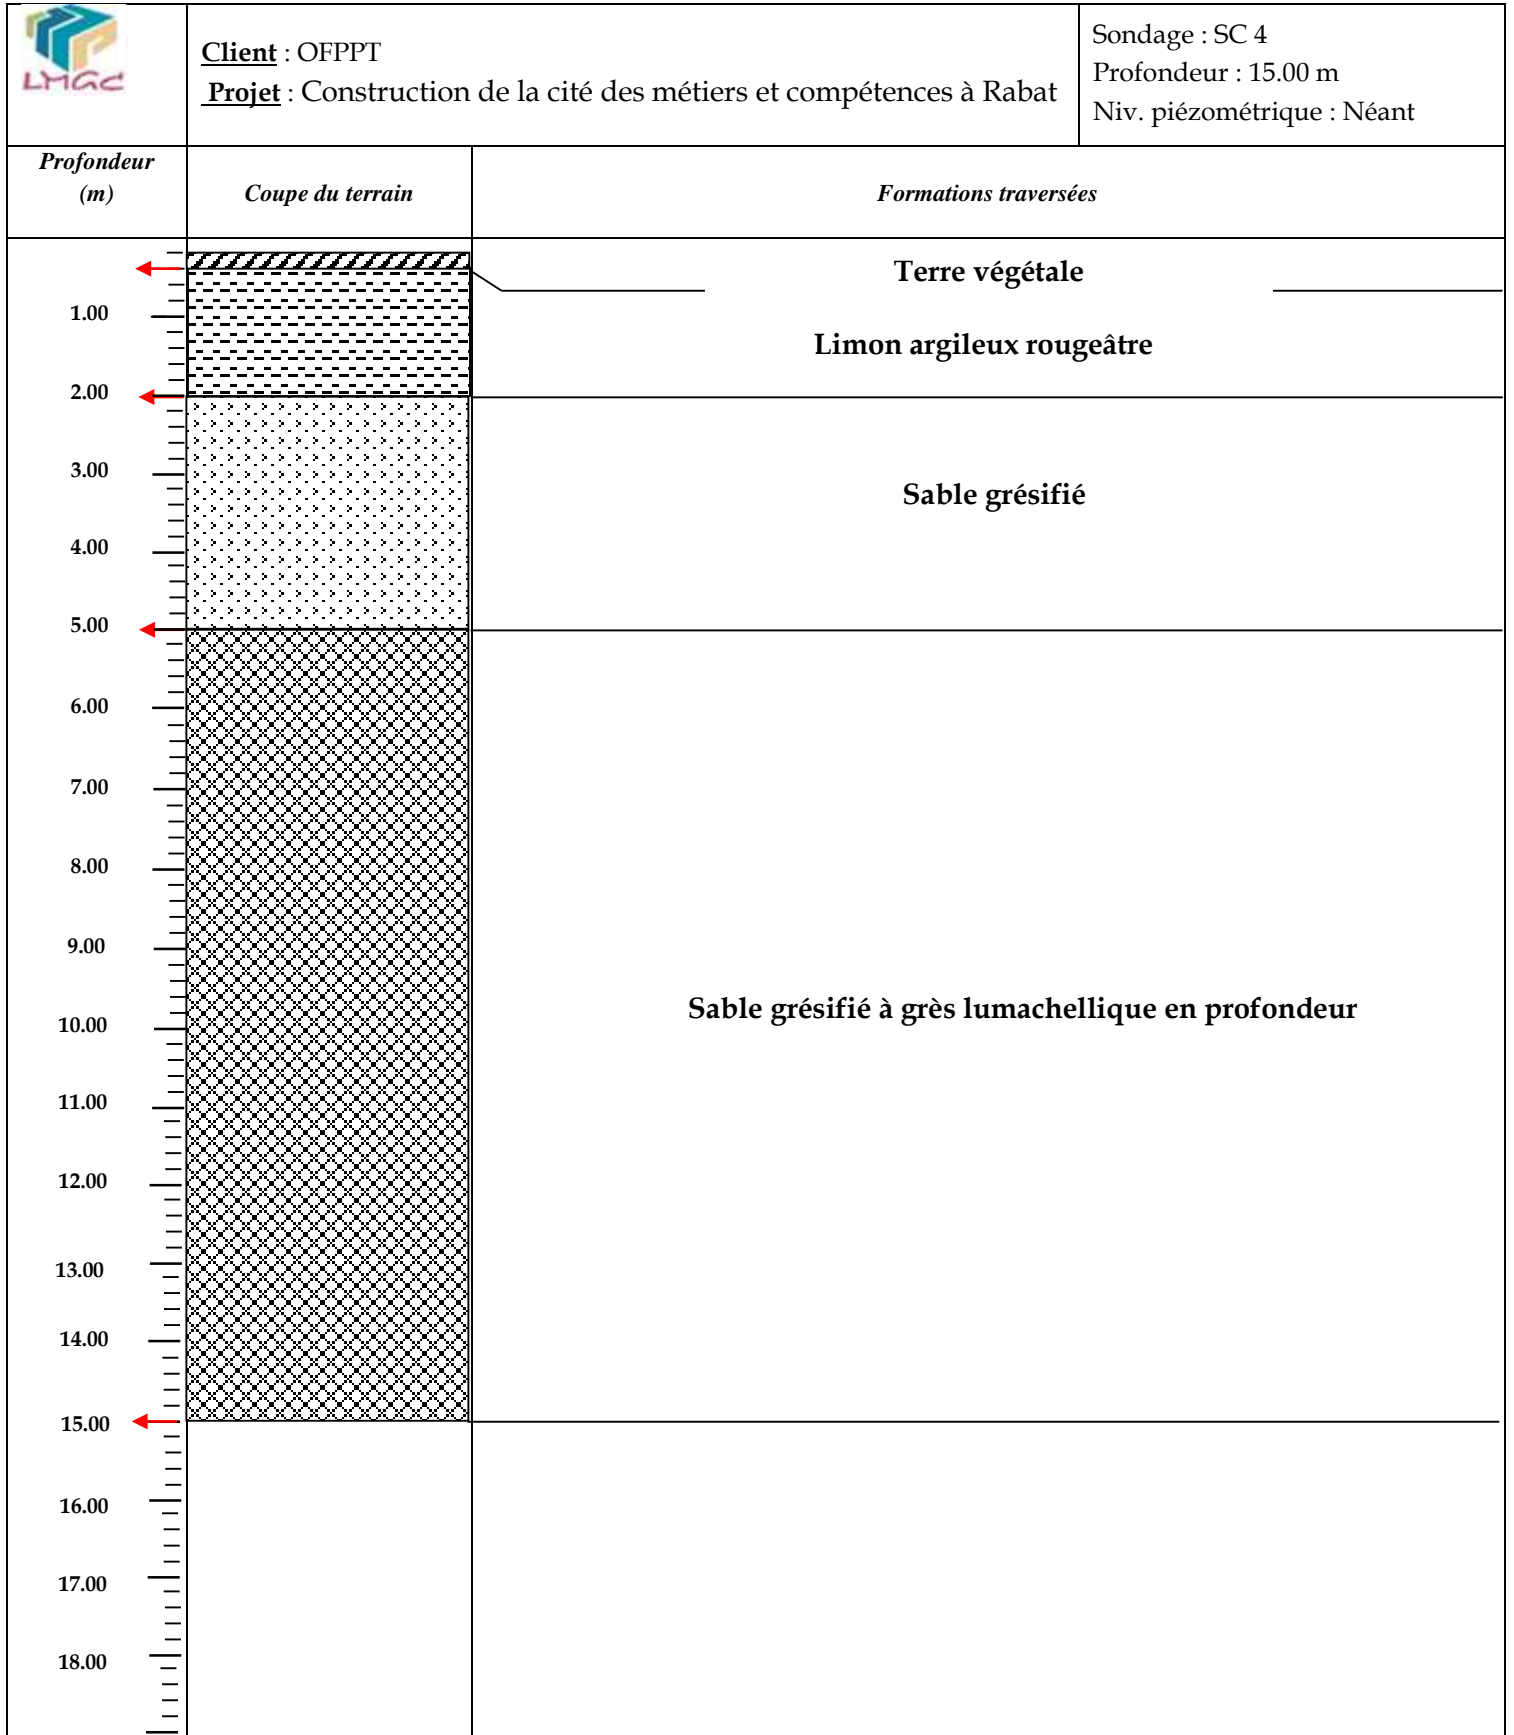 LMGC
Client : OFPPT
Projet : Construction de la cité des métiers et compétences à Rabat
Sondage : SC 4
Profondeur : 15.00 m
Niv. piézométrique : Néant
Profondeur
(m)
Coupe du terrain
Formations traversées
Terre végétale
1.00
Limon argileux rougeâtre
2.00
3.00
Sable grésifié
4.00
5.00
6.00
7.00
8.00
9.00
Sable grésifié à grès lumachellique en profondeur
10.00
11.00
12.00
13.00
14.00
15.00
16.00
17.00
18.00